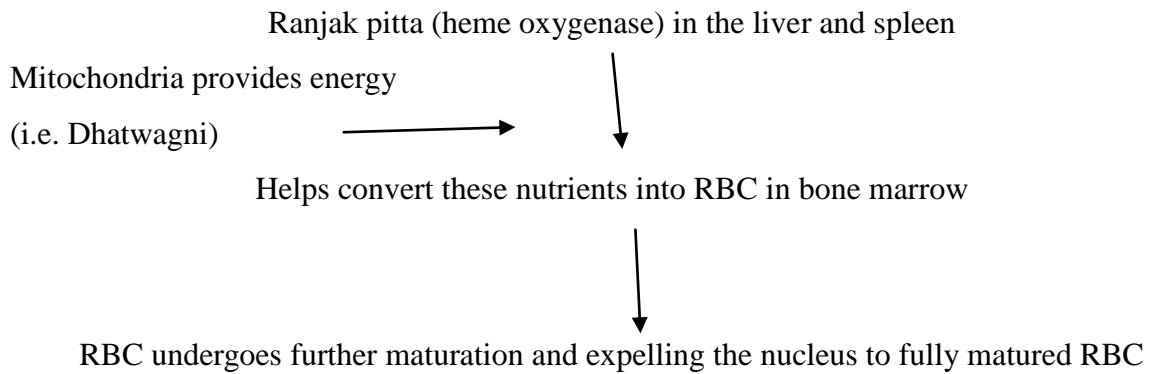 Ranjak pitta (heme oxygenase) in the liver and spleen
Mitochondria provides energy
(i.e. Dhatwagni)
Helps convert these nutrients into RBC in bone marrow
RBC undergoes further maturation and expelling the nucleus to fully matured RBC